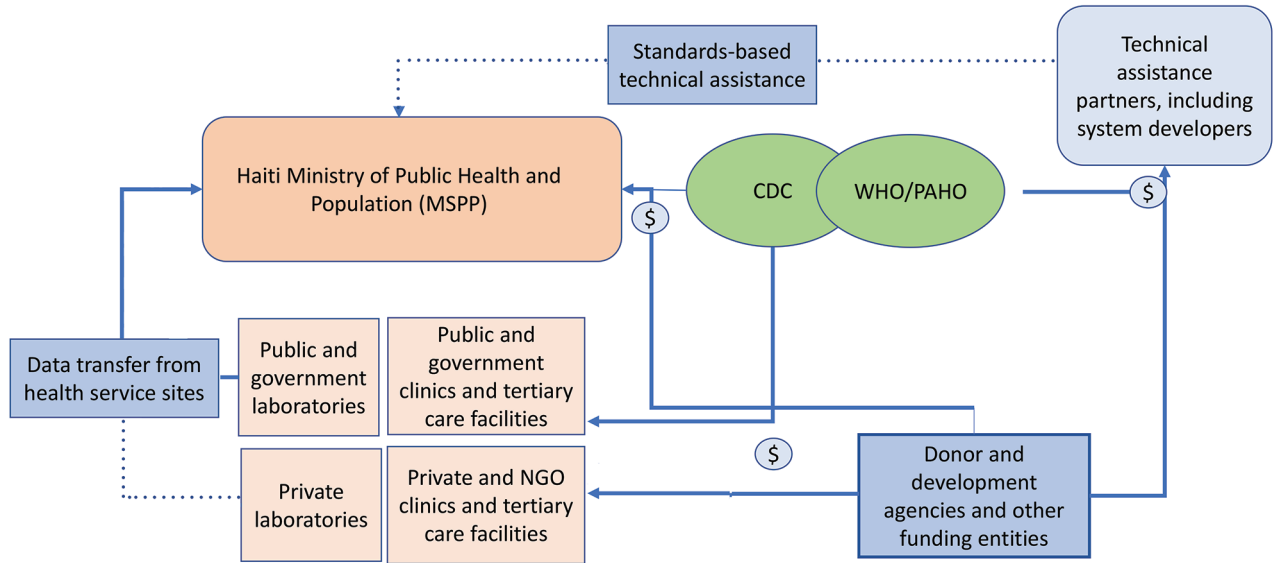 Standards-based
technical assistance
Technical
assistance
partners, including
system developers
Haiti Ministry of Public Health and
Population (MSPP)
CDC
WHO/PAHO
$
$
Data transfer from
health service sites
Public and
government
laboratories
Public and
government
clinics and tertiary
care facilities
Private
laboratories
Private and NGO
clinics and tertiary
care facilities
$
Donor and
development
agencies and other
funding entities